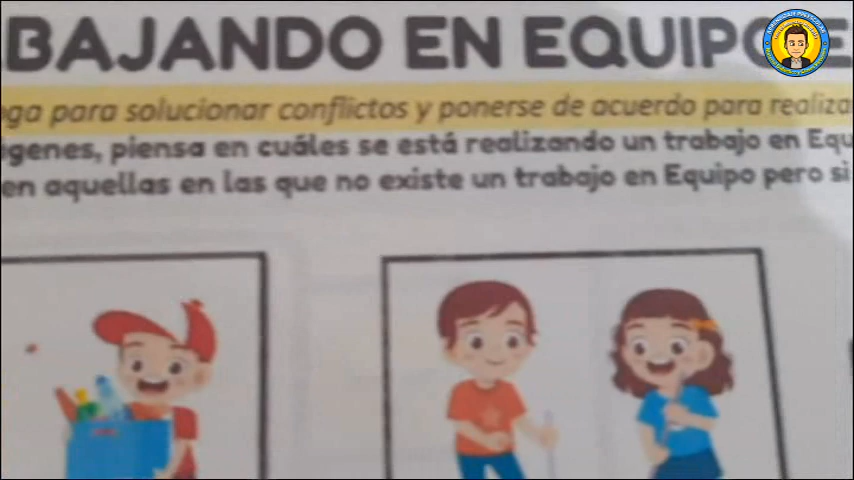 BAJANDO EN EQUIPO
ga para solucionar conflictos y ponerse de acuerdo para realiza
genes, piensa en cuáles se está realizando un trabajo en Equ
en aquellas en las que no existe un trabajo en Equipo pero si